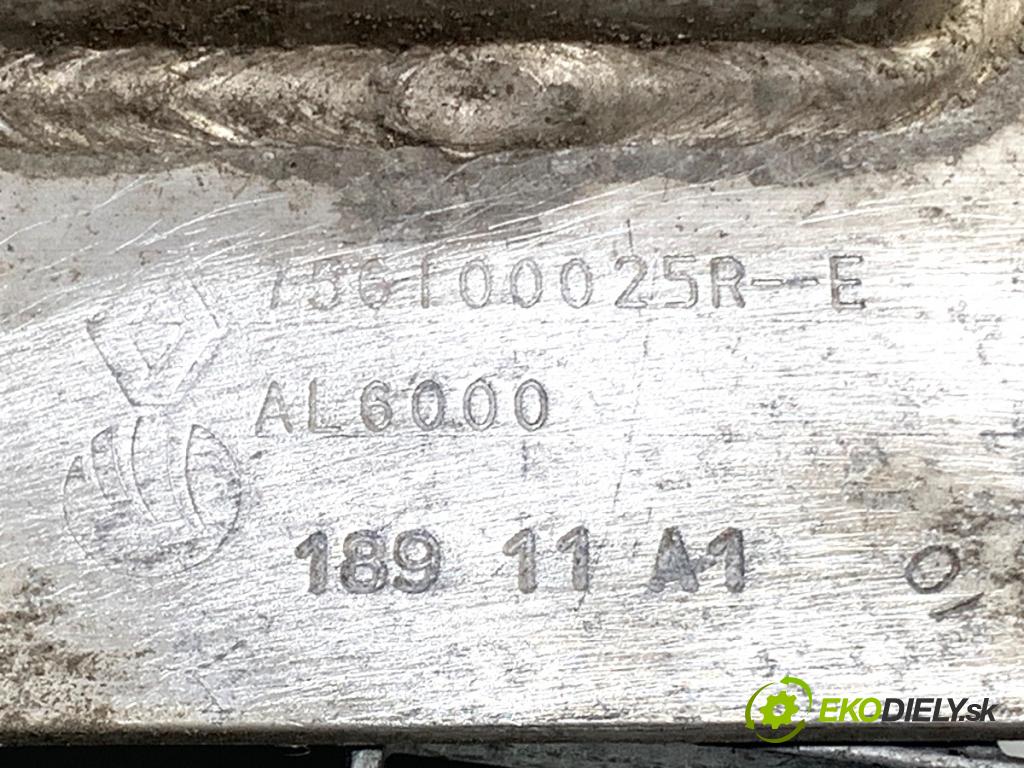 756100025R--E
AL6000
189 11 A1
EKODIELY.sk